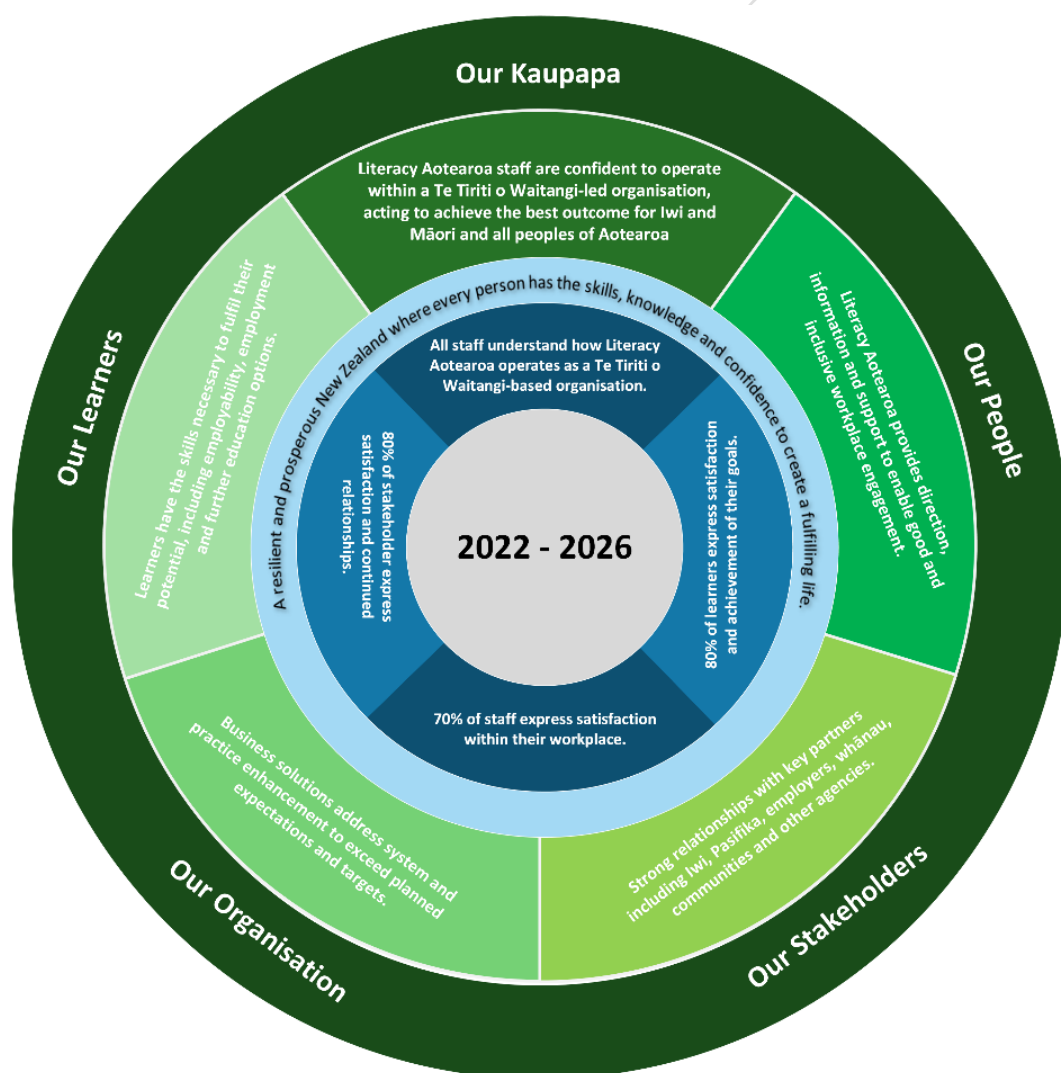 Our Kaupapa
Literacy Aotearoa staff are confident to operate
within a Te Tiriti o Waitangi-led organisation,
acting to achieve the best outcome for Iwi and
Māori and all peoples of Aotearoa
Our People
Literacy Aotearoa provides direction,
information and support to enable good and
inclusive workplace engagement.
Our Stakeholders
Strong relationships with key partners
including Iwi, Pasifika, employers, whānau,
communities and other agencies.
Our Organisation
Business solutions address system and
practice enhancement to exceed planned
expectations and targets.
Our Learners
Learners have the skills necessary to fulfil their
potential, including employability, employment
and further education options.
A resilient and prosperous New Zealand where every person has the skills, knowledge and confidence to create a fulfilling life.
All staff understand how Literacy
Aotearoa operates as a Te Tiriti o
Waitangi-based organisation.
80% of learners express satisfaction
and achievement of their goals.
70% of staff express satisfaction
within their workplace.
80% of stakeholder express
satisfaction and continued
relationships.
2022 - 2026